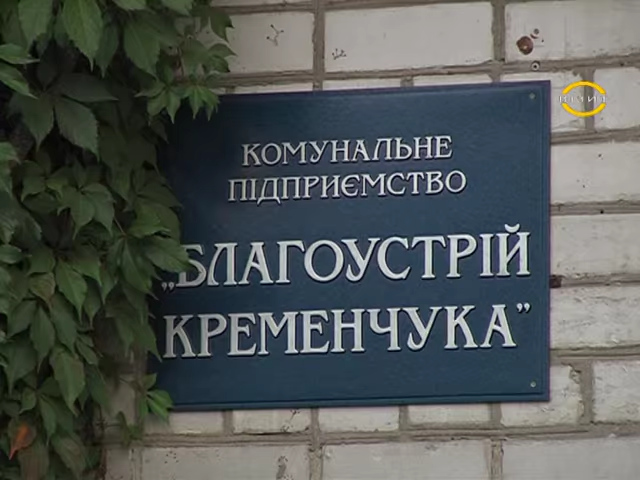 КОМУНАЛЬНЕ
ПІДПРИЄМСТВО
„БЛАГОУСТРІЙ
КРЕМЕНЧУКА”